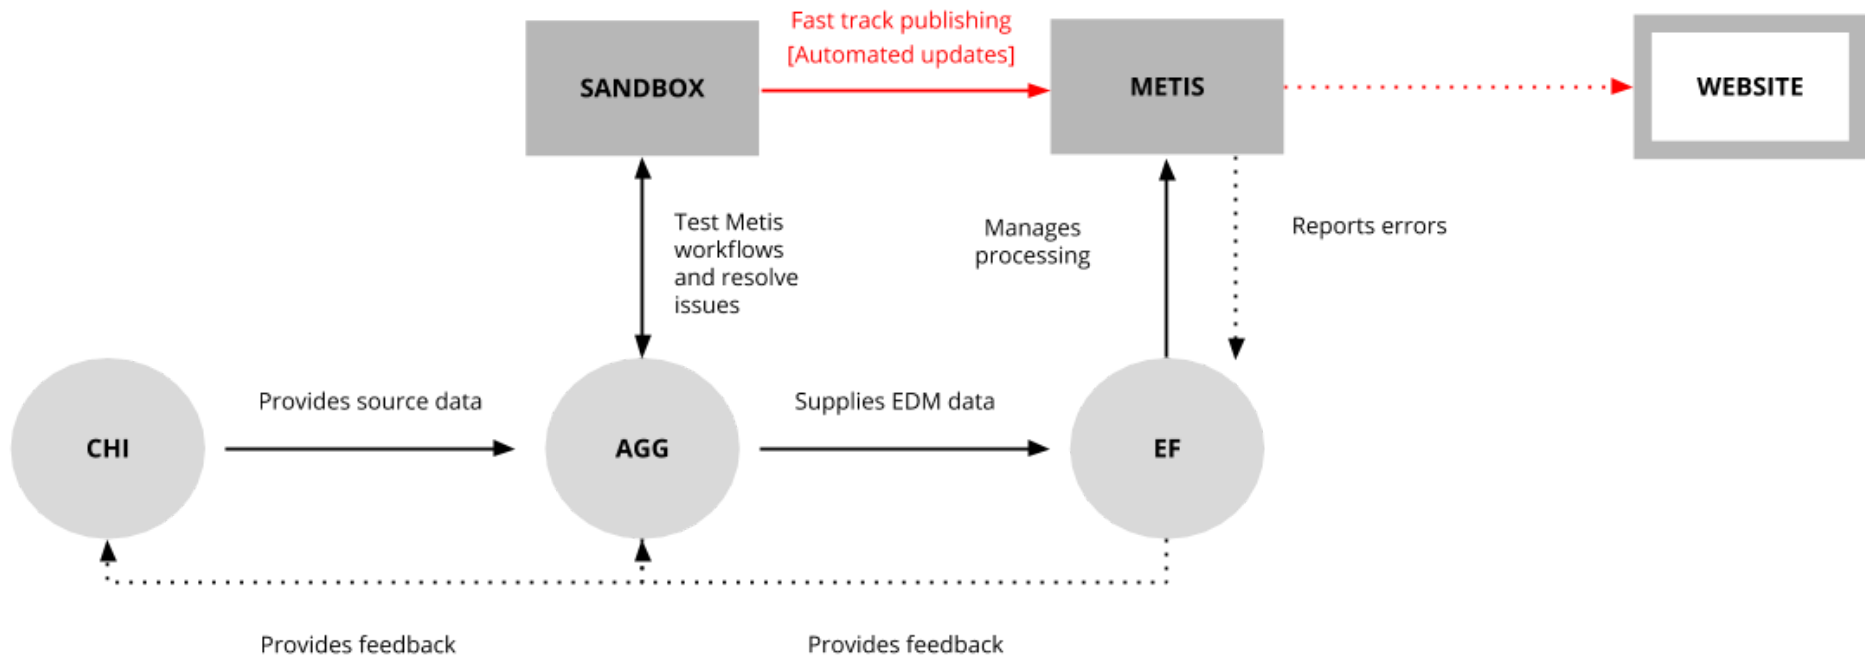 Fast track publishing
[Automated updates]
SANDBOX
METIS
WEBSITE
Test Metis
workflows
and resolve
issues
Manages
processing
Reports errors
Provides source data
Supplies EDM data
CHI
AGG
EF
Provides feedback
Provides feedback